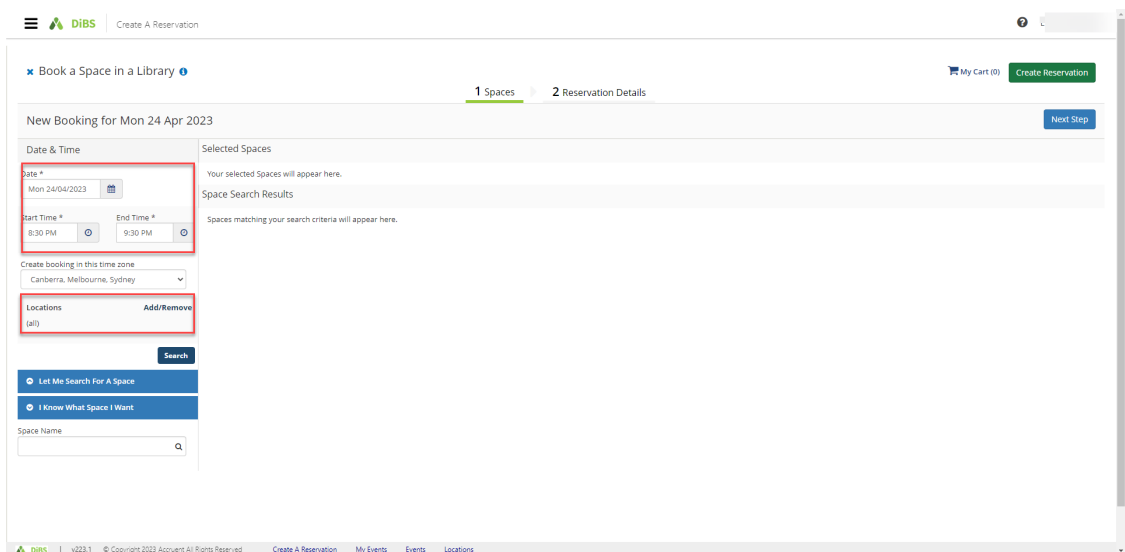 DiBS Create A Reservation
Book a Space in a Library
My Cart (0) Create Reservation
1 Spaces 2 Reservation Details
New Booking for Mon 24 Apr 2023
Next Step
Date & Time
Selected Spaces
Date *
Your selected Spaces will appear here.
Mon 24/04/2023
Space Search Results
Start Time * End Time *
Spaces matching your search criteria will appear here.
8:30 PM 9:30 PM
Create booking in this time zone
Canberra, Melbourne, Sydney
Locations Add/Remove
(all)
Search
Let Me Search For A Space
I Know What Space I Want
Space Name
DiBS | v223.1 © Copyright 2023 Accruent All Rights Reserved Create A Reservation My Events Events Locations